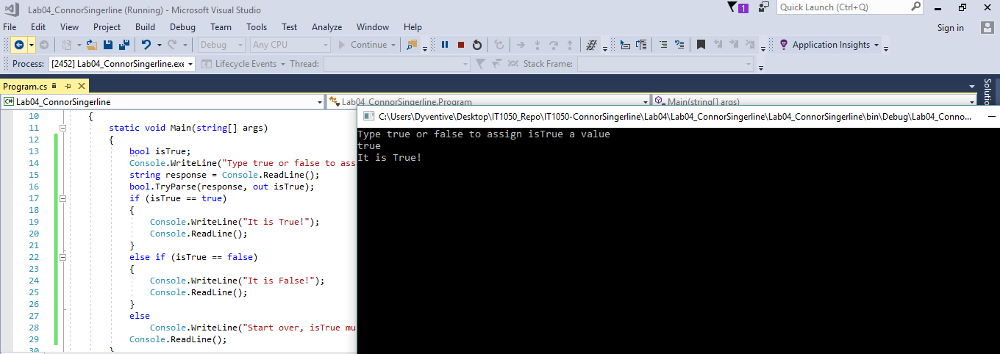 Lab04_ConnorSingerline (Running) - Microsoft Visual Studio
1
Quick Launch (Ctrl+Q)
File Edit View Project Build Debug Team Tools Test Analyze Window Help
Sign in
Debug Any CPU Continue Application Insights
Process: [2452] Lab04_ConnorSingerline.exe Lifecycle Events Thread: Stack Frame:
Program.cs
Solutio
C# Lab04_ConnorSingerline Lab04_ConnorSingerline.Program Main(string[] args)
10 {
11 static void Main(string[] args)
12 {
13 bool isTrue;
14 Console.WriteLine("Type true or false to ass
15 string response = Console.ReadLine();
16 bool.TryParse(response, out isTrue);
17 if (isTrue == true)
18 {
19 Console.WriteLine("It is True!");
20 Console.ReadLine();
21 }
22 else if (isTrue == false)
23 {
24 Console.WriteLine("It is False!");
25 Console.ReadLine();
26 }
27 else
28 Console.WriteLine("Start over, isTrue mu
29 Console.ReadLine();
30 }
C:\Users\Dyventive\Desktop\IT1050_Repo\IT1050-ConnorSingerline\Lab04\Lab04_ConnorSingerline\Lab04_ConnorSingerline\bin\Debug\Lab04_Conno...
Type true or false to assign isTrue a value
true
It is True!